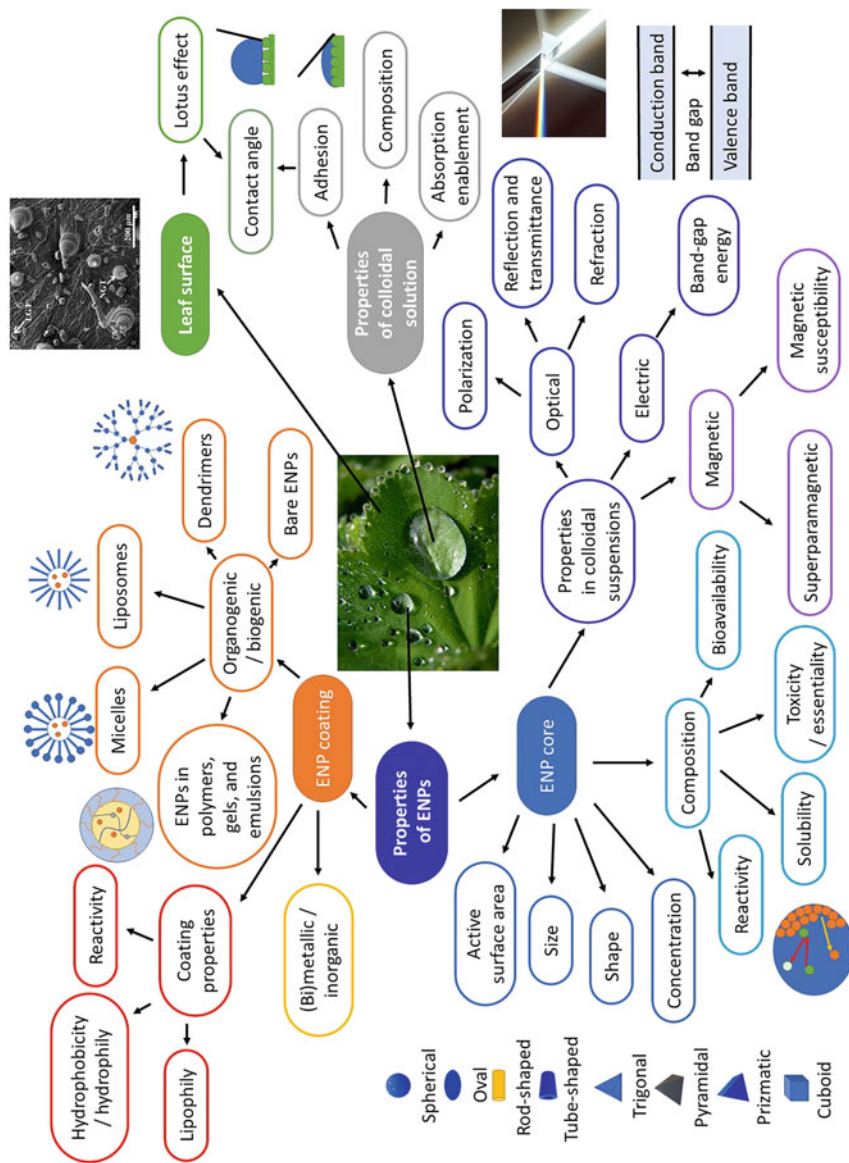 Hydrophobicity
/ hydrophily
Reactivity
Lipophily
Coating
properties
(Bi)metallic /
inorganic
Micelles
Liposomes
Dendrimers
ENPs in
polymers,
gels, and
emulsions
Organogenic
/ biogenic
Bare ENPs
ENP coating
LGT
NGT
200 µm
Leaf surface
Lotus effect
Contact angle
Adhesion
Composition
Properties
of colloidal
solution
Absorption
enablement
Properties
of ENPs
ENP core
Active
surface area
Size
Shape
Concentration
Spherical
Oval
Rod-shaped
Tube-shaped
Trigonal
Pyramidal
Prizmatic
Cuboid
Composition
Reactivity
Solubility
Toxicity
/ essentiality
Bioavailability
Properties
in colloidal
suspensions
Polarization
Optical
Reflection and
transmittance
Refraction
Electric
Band-gap
energy
Magnetic
Superparamagnetic
Magnetic
susceptibility
Conduction band
Band gap
Valence band